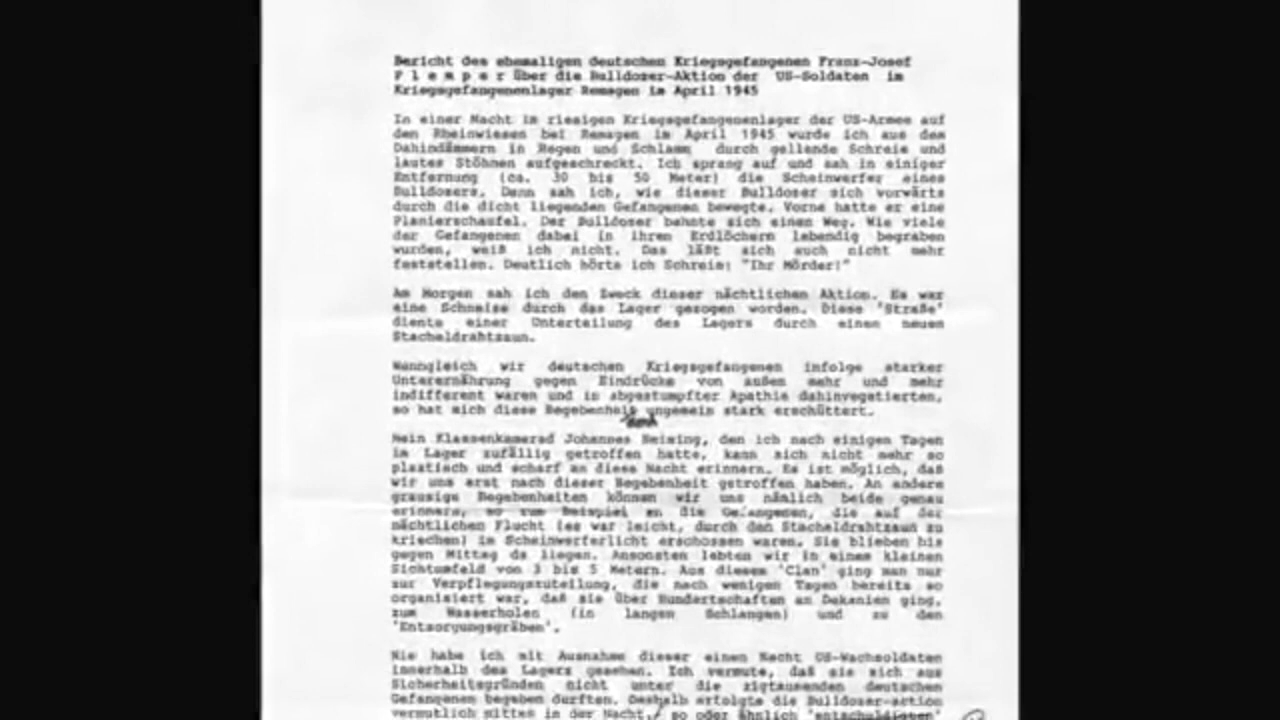 Bericht des ehemaligen deutschen Kriegsgefangenen Franz-Josef
P l e m p e r über die Bulldozer-Aktion der US-Soldaten im
Kriegsgefangenenlager Remagen im April 1945
In einer Nacht im riesigen Kriegsgefangenenlager der US-Armee auf
den Rheinwiesen bei Remagen im April 1945 wurde ich aus dem
Dahindämmern in Regen und Schlamm durch gellende Schreie und
lautes Stöhnen aufgeschreckt. Ich sprang auf und sah in einiger
Entfernung (ca. 30 bis 50 Meter) die Scheinwerfer eines
Bulldozers. Dann sah ich, wie dieser Bulldozer sich vorwärts
durch die dicht liegenden Gefangenen bewegte. Vorne hatte er eine
Planierschaufel. Der Bulldozer bahnte sich einen Weg. Wie viele
der Gefangenen dabei in ihren Erdlöchern lebendig begraben
wurden, weiß ich nicht. Das läßt sich auch nicht mehr
feststellen. Deutlich hörte ich Schreie: "Ihr Mörder!"
Am Morgen sah ich den Zweck dieser nächtlichen Aktion. Es war
eine Schneise durch das Lager gezogen worden. Diese 'Straße'
diente einer Unterteilung des Lagers durch einen neuen
Stacheldrahtzaun.
Wenngleich wir deutschen Kriegsgefangenen infolge starker
Unterernährung gegen Eindrücke von außen mehr und mehr
indifferent waren und in abgestumpfter Apathie dahinvegetierten,
so hat mich diese Begebenheit ungemein stark erschüttert.
Mein Klassenkamerad Johannes Heising, den ich nach einigen Tagen
im Lager zufällig getroffen hatte, kann sich nicht mehr so
plastisch und scharf an diese Nacht erinnern. Es ist möglich, daß
wir uns erst nach dieser Begebenheit getroffen haben. An andere
grausige Begebenheiten können wir uns nämlich beide genau
erinnern, so zum Beispiel an die Gefangenen, die auf der
nächtlichen Flucht (es war leicht, durch den Stacheldrahtzaun zu
kriechen) im Scheinwerferlicht erschossen waren. Sie blieben bis
gegen Mittag da liegen. Ansonsten lebten wir in einem kleinen
Sichtumfeld von 3 bis 5 Metern. Aus diesem 'Clan' ging man nur
zur Verpflegungszuteilung, die nach wenigen Tagen bereits so
organisiert war, daß sie über Hundertschaften an Dekanien ging,
zum Wasserholen (in langen Schlangen) und zu den
'Entsorgungsgräben'.
Nie habe ich mit Ausnahme dieser einen Nacht US-Wachsoldaten
innerhalb des Lagers gesehen. Ich vermute, daß sie sich aus
Sicherheitsgründen nicht unter die zigtausenden deutschen
Gefangenen begeben durften. Deshalb erfolgte die Bulldozer-action
vermutlich mitten in der Nacht, so oder ähnlich 'entschuldigten'